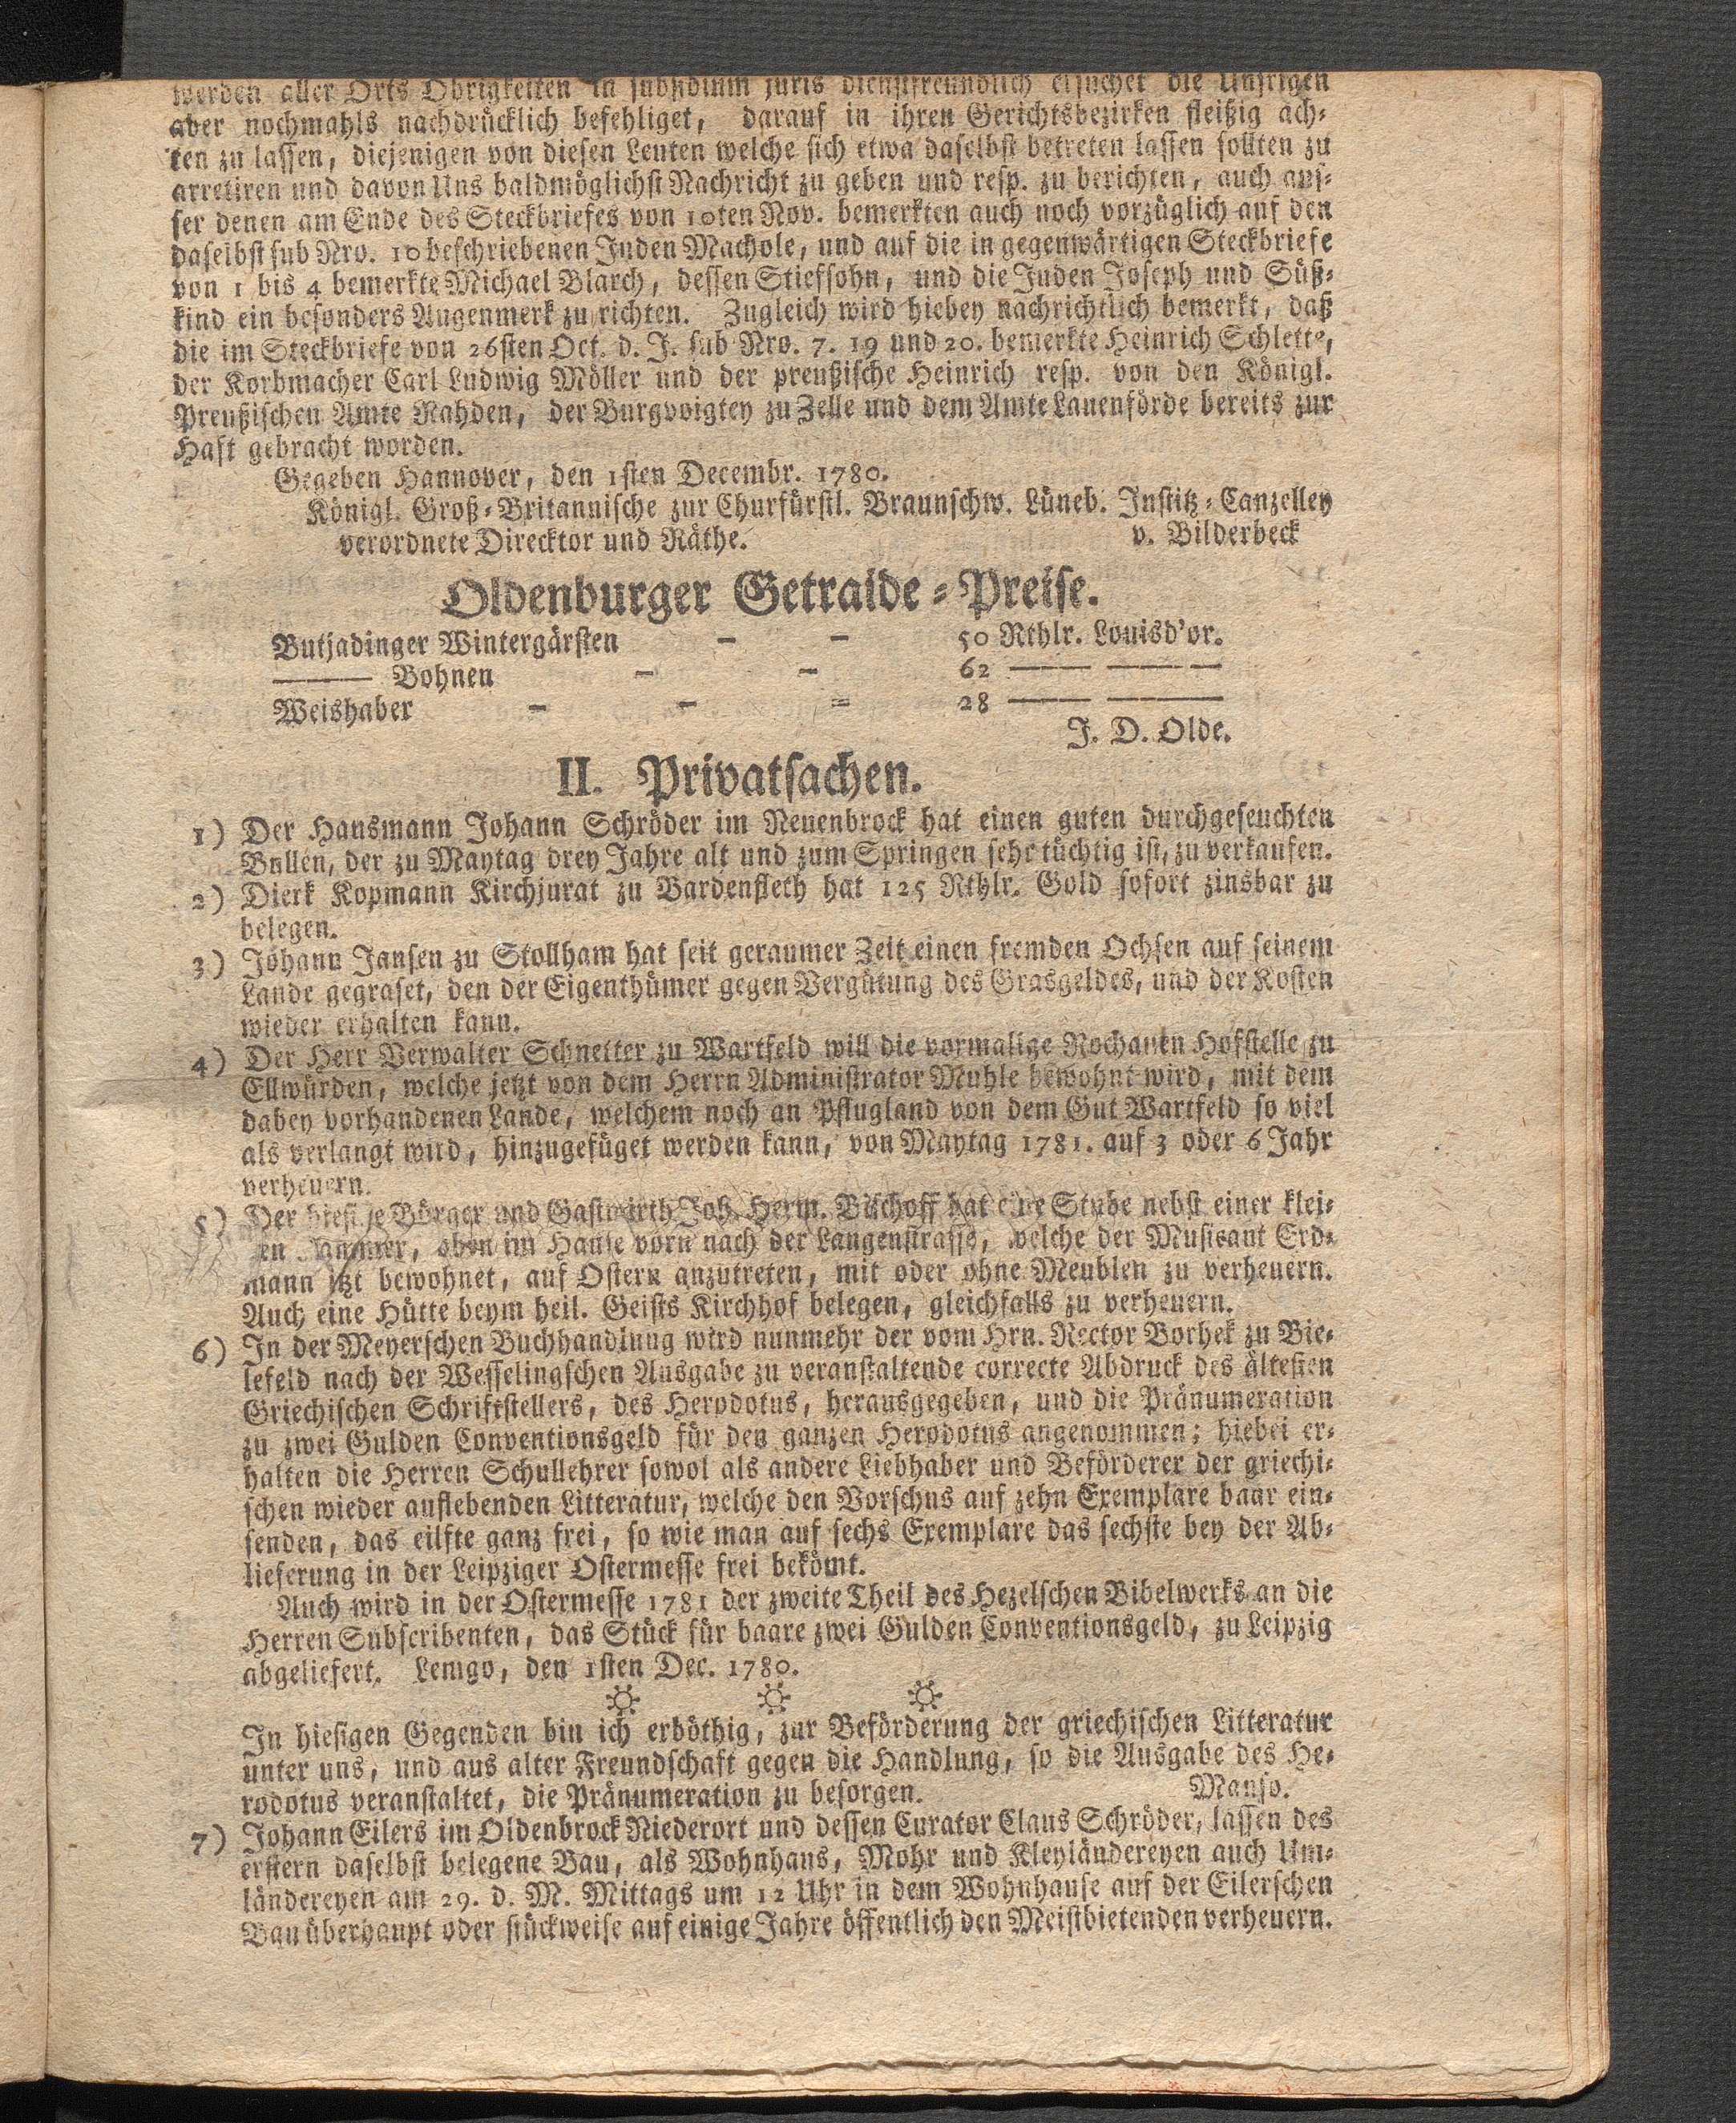 werden aller Orts Obrigkeiten in subsidium juris dienstfreundlich ersuchet die Unsrigen
aber nochmahls nachdrücklich befehliget, darauf in ihren Gerichtsbezirken fleißig ach-
ten zu lassen, diejenigen von diesen Leuten welche sich etwa daselbst betreten lassen sollten zu
arretiren und davon Uns baldmöglichst Nachricht zu geben und resp. zu berichten, auch aus-
ser denen am Ende des Steckbriefes von 10ten Nov. bemerkten auch noch vorzüglich auf den
daselbst sub Nro. 10 beschriebenen Juden Machole, und auf die in gegenwärtigen Steckbriefe
von 1 bis 4 bemerkte Michael Blarch, dessen Stiefsohn, und die Juden Joseph und Süß-
kind ein besonders Augenmerk zu richten. Zugleich wird hiebey nachrichtlich bemerkt, daß
die im Steckbriefe von 26sten Oct. d. J. sub Nro. 7. 19 und 20. bemerkte Heinrich Schlette,
der Korbmacher Carl Ludwig Möller und der preußische Heinrich resp. von den Königl.
Preußischen Amte Rahden, der Burgvoigtey zu Zelle und dem Amte Lauenförde bereits zur
Haft gebracht worden.
Gegeben Hannover, den 1sten Decembr. 1780.
Königl. Groß-Britannische zur Churfürstl. Braunschw. Lüneb. Justitz-Canzelley
verordnete Direcktor und Räthe. v. Bilderbeck
Oldenburger Getraide-Preise.
Butjadinger Wintergärsten - - 50 Rthlr. Louisd'or.
—— Bohnen - - 62 —— ——
Weishaber - - - 28 —— ——
J. D. Olde.
II. Privatsachen.
1) Der Hausmann Johann Schröder im Neuenbrock hat einen guten durchgeseuchten
Bullen, der zu Maytag drey Jahre alt und zum Springen sehr tüchtig ist, zu verkaufen.
2) Dierk Kopmann Kirchjurat zu Bardenfleth hat 125 Rthlr. Gold sofort zinsbar zu
belegen.
3) Johann Jansen zu Stollham hat seit geraumer Zeit einen fremden Ochsen auf seinem
Lande gegraset, den der Eigenthümer gegen Vergütung des Grasgeldes, und der Kosten
wieder erhalten kann.
4) Der Herr Verwalter Schnetter zu Wartfeld will die vormalige Rochauen Hofstelle zu
Ellwürden, welche jetzt von dem Herrn Administrator Muhle bewohnt wird, mit dem
dabey vorhandenen Lande, welchem noch an Pflugland von dem Gut Wartfeld so viel
als verlangt wird, hinzugefüget werden kann, von Maytag 1781. auf 3 oder 6 Jahr
verheuern.
5) Der hiesige Bürger und Gastwirth Joh. Herm. Bischoff hat eine Stube nebst einer klei-
nen Kammer, oben im Hause vorn nach der Langenstrasse, welche der Musicant Erd-
mann jtzt bewohnet, auf Ostern anzutreten, mit oder ohne Meublen zu verheuern.
Auch eine Hütte beym heil. Geists Kirchhof belegen, gleichfalls zu verheuern.
6) In der Meyerschen Buchhandlung wird nunmehr der vom Hrn. Rector Borhek zu Bie-
lefeld nach der Wesselingschen Ausgabe zu veranstaltende correcte Abdruck des ältesten
Griechischen Schriftstellers, des Herodotus, herausgegeben, und die Pränumeration
zu zwei Gulden Conventionsgeld für den ganzen Herodotus angenommen; hiebei er-
halten die Herren Schullehrer sowol als andere Liebhaber und Beförderer der griechi-
schen wieder auflebenden Litteratur, welche den Vorschus auf zehn Exemplare baar ein-
senden, das eilfte ganz frei, so wie man auf sechs Exemplare das sechste bey der Ab-
lieferung in der Leipziger Ostermesse frei bekömt.
Auch wird in der Ostermesse 1781 der zweite Theil des Hezelschen Bibelwerks an die
Herren Subscribenten, das Stück für baare zwei Gulden Conventionsgeld, zu Leipzig
abgeliefert. Lemgo, den 1sten Dec. 1780.
In hiesigen Gegenden bin ich erböthig, zur Beförderung der griechischen Litteratur
unter uns, und aus alter Freundschaft gegen die Handlung, so die Ausgabe des He-
rodotus veranstaltet, die Pränumeration zu besorgen. Manso.
7) Johann Eilers im Oldenbrock Niederort und dessen Curator Claus Schröder, lassen des
erstern daselbst belegene Bau, als Wohnhaus, Mohr und Kleyländereyen auch Um-
ländereyen am 29. d. M. Mittags um 12 Uhr in dem Wohnhause auf der Eilerschen
Bau überhaupt oder stückweise auf einige Jahre öffentlich den Meistbietenden verheuern.